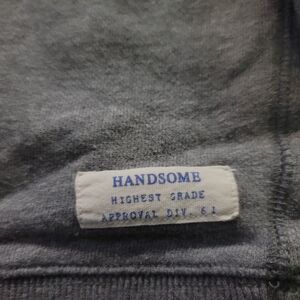 HANDSOME
HIGHEST GRADE
APPROVAL DIV. 61